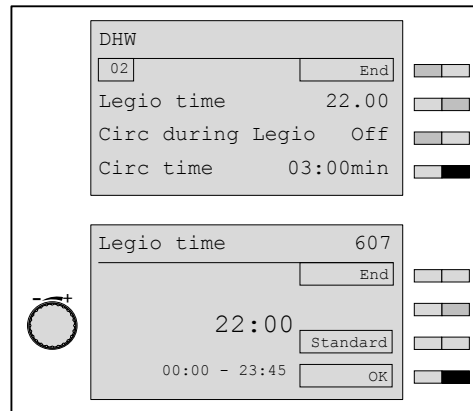 DHW
02 End
Legio time 22.00
Circ during Legio Off
Circ time 03:00min
Legio time 607
End
- +
22:00
Standard
00:00 - 23:45 OK